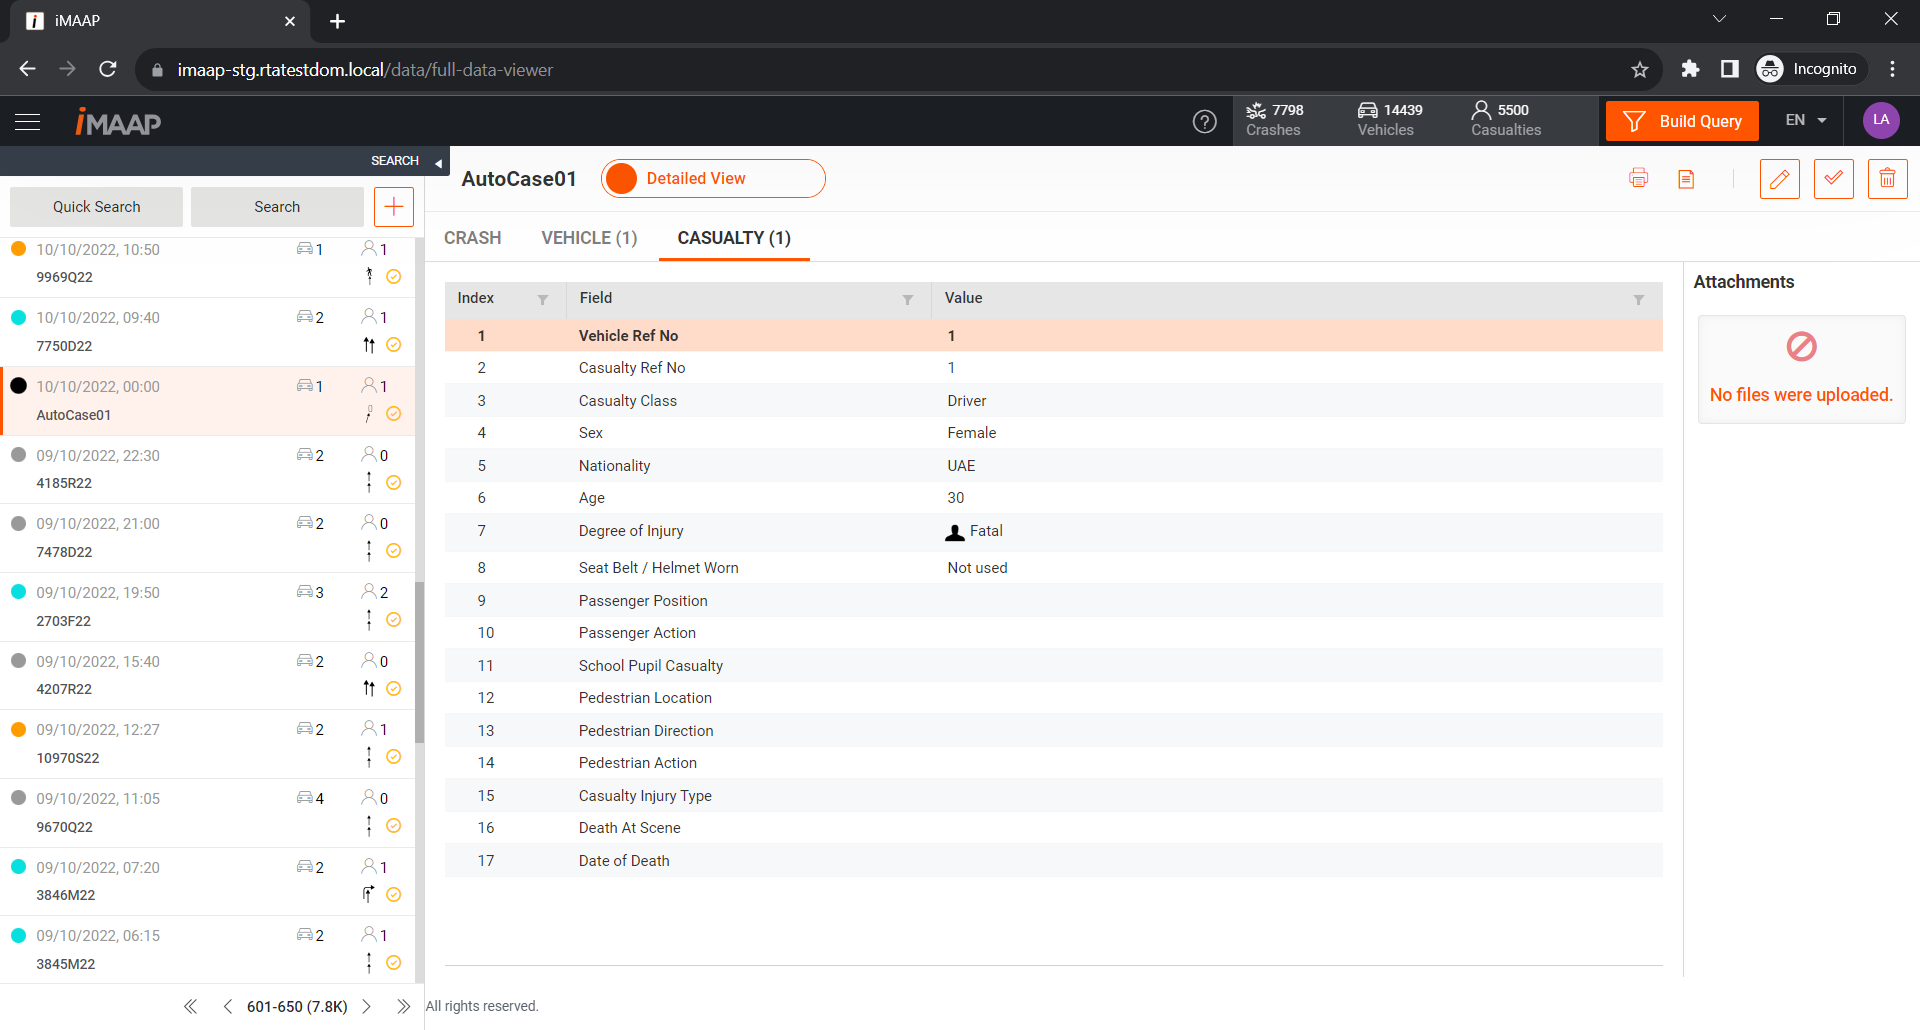 iMAAP
imaap-stg.rtatestdom.local/data/full-data-viewer
Incognito
iMAAP
7798
Crashes
14439
Vehicles
5500
Casualties
Build Query
EN
LA
SEARCH
Quick Search
Search
10/10/2022, 10:50 1 1
9969Q22
10/10/2022, 09:40 2 1
7750D22
10/10/2022, 00:00 1 1
AutoCase01
09/10/2022, 22:30 2 0
4185R22
09/10/2022, 21:00 2 0
7478D22
09/10/2022, 19:50 3 2
2703F22
09/10/2022, 15:40 2 0
4207R22
09/10/2022, 12:27 2 1
10970S22
09/10/2022, 11:05 4 0
9670Q22
09/10/2022, 07:20 2 1
3846M22
09/10/2022, 06:15 2 1
3845M22
601-650 (7.8K)
AutoCase01
Detailed View
CRASH VEHICLE (1) CASUALTY (1)
Index Field Value
1 Vehicle Ref No 1
2 Casualty Ref No 1
3 Casualty Class Driver
4 Sex Female
5 Nationality UAE
6 Age 30
7 Degree of Injury Fatal
8 Seat Belt / Helmet Worn Not used
9 Passenger Position
10 Passenger Action
11 School Pupil Casualty
12 Pedestrian Location
13 Pedestrian Direction
14 Pedestrian Action
15 Casualty Injury Type
16 Death At Scene
17 Date of Death
Attachments
No files were uploaded.
All rights reserved.